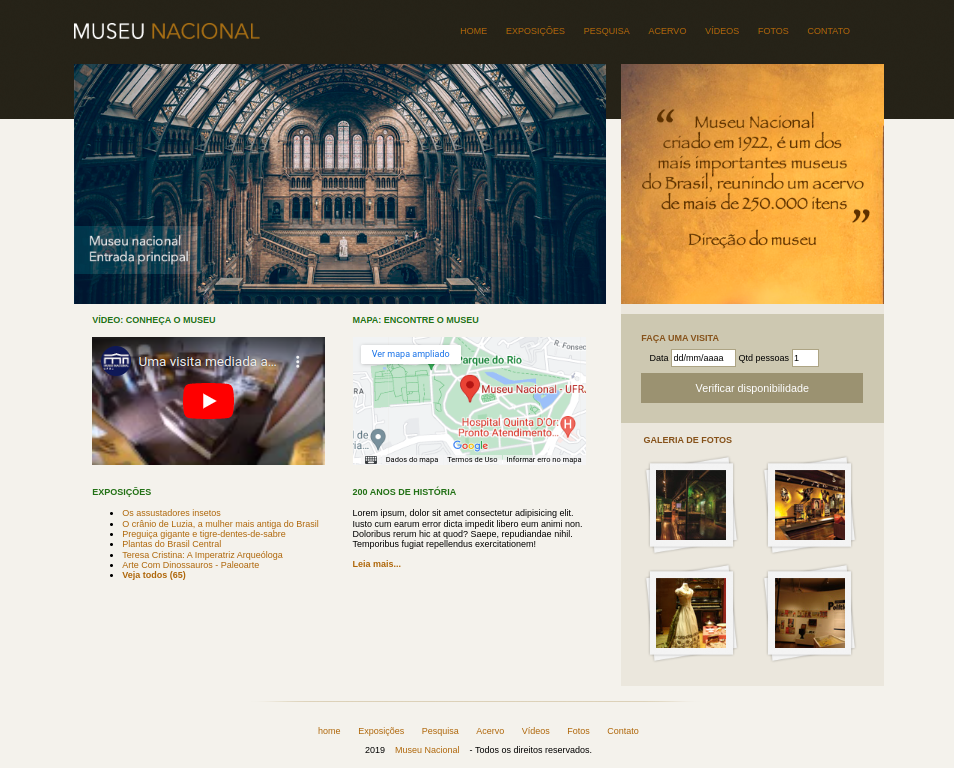 MUSEU NACIONAL
HOME EXPOSIÇÕES PESQUISA ACERVO VÍDEOS FOTOS CONTATO
Museu nacional
Entrada principal
“ Museu Nacional
criado em 1922, é um dos
mais importantes museus
do Brasil, reunindo um acervo
de mais de 250.000 itens ”
Direção do museu
VÍDEO: CONHEÇA O MUSEU
Uma visita mediada a...
MAPA: ENCONTRE O MUSEU
Ver mapa ampliado
Parque do Rio
R. Fonsec
RA
Museu Nacional - UFR.
Hospital Quinta D'Or:
Pronto Atendimento...
l de
Google
Dados do mapa Termos de Uso Informar erro no mapa
FAÇA UMA VISITA
Data dd/mm/aaaa Qtd pessoas 1
Verificar disponibilidade
EXPOSIÇÕES
Os assustadores insetos
O crânio de Luzia, a mulher mais antiga do Brasil
Preguiça gigante e tigre-dentes-de-sabre
Plantas do Brasil Central
Teresa Cristina: A Imperatriz Arqueóloga
Arte Com Dinossauros - Paleoarte
Veja todos (65)
200 ANOS DE HISTÓRIA
Lorem ipsum, dolor sit amet consectetur adipisicing elit.
Iusto cum earum error dicta impedit libero eum animi non.
Doloribus rerum hic at quod? Saepe, repudiandae nihil.
Temporibus fugiat repellendus exercitationem!
Leia mais...
GALERIA DE FOTOS
home Exposições Pesquisa Acervo Vídeos Fotos Contato
2019 Museu Nacional - Todos os direitos reservados.